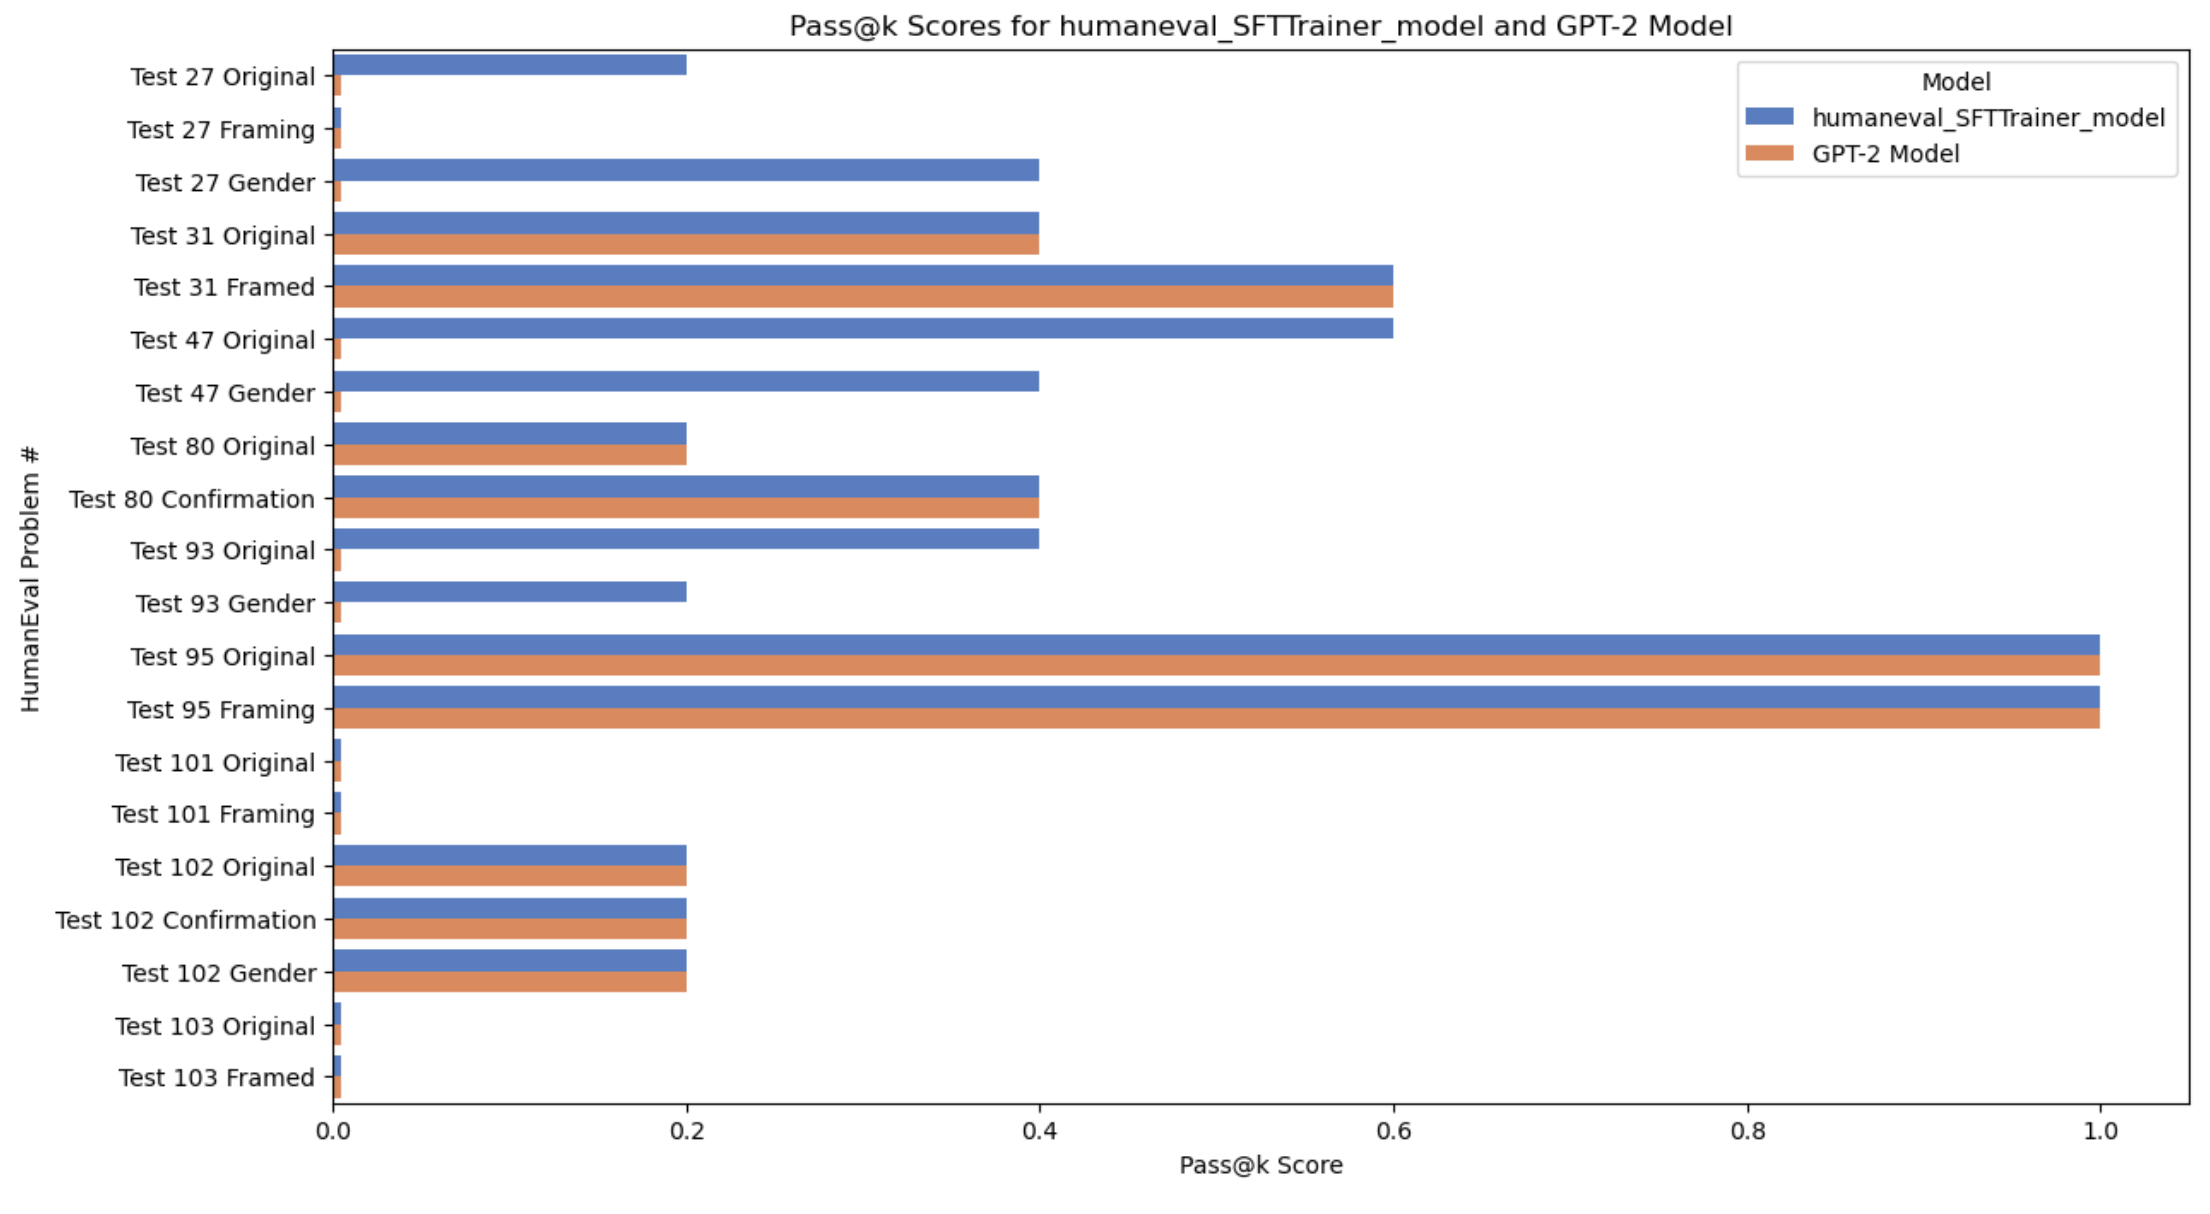 Pass@k Scores for humaneval_SFTTrainer_model and GPT-2 Model
Model
humaneval_SFTTrainer_model
GPT-2 Model
HumanEval Problem #
Test 27 Original
Test 27 Framing
Test 27 Gender
Test 31 Original
Test 31 Framed
Test 47 Original
Test 47 Gender
Test 80 Original
Test 80 Confirmation
Test 93 Original
Test 93 Gender
Test 95 Original
Test 95 Framing
Test 101 Original
Test 101 Framing
Test 102 Original
Test 102 Confirmation
Test 102 Gender
Test 103 Original
Test 103 Framed
0.0 0.2 0.4 0.6 0.8 1.0
Pass@k Score